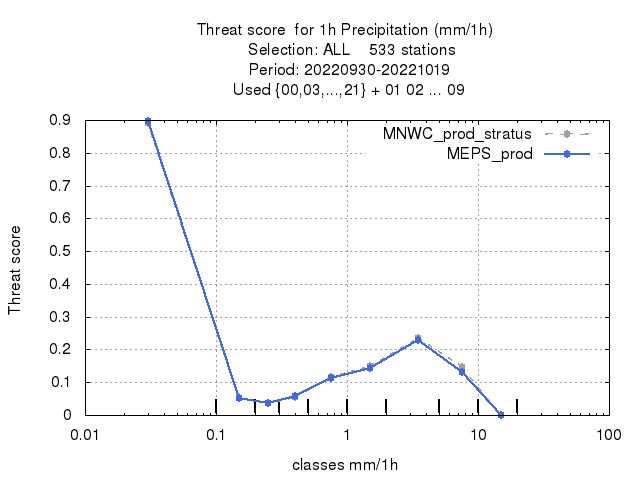 Threat score  for 1h Precipitation (mm/1h)
Selection: ALL    533 stations
Period: 20220930-20221019
Used {00,03,...,21} + 01 02 ... 09
MNWC_prod_stratus
MEPS_prod
Threat score
0.9
0.8
0.7
0.6
0.5
0.4
0.3
0.2
0.1
0
0.01
0.1
1
10
100
classes mm/1h